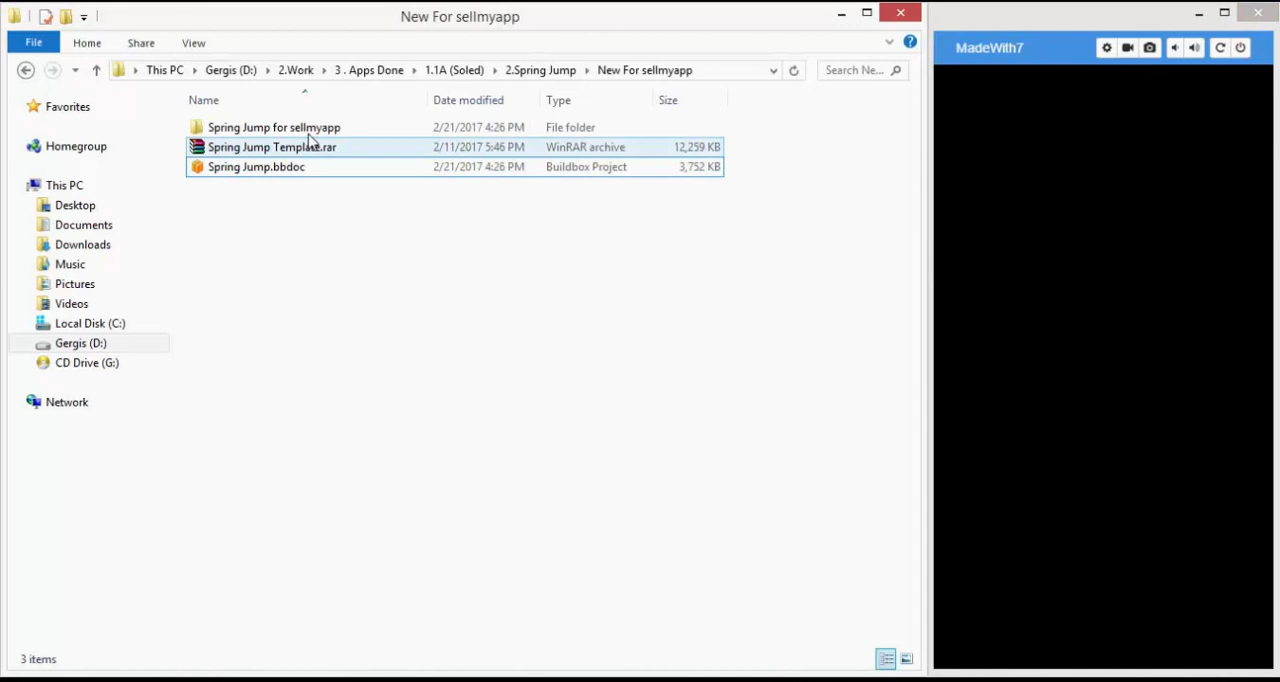 New For sellmyapp
File Home Share View
This PC Gergis (D:) 2.Work 3 . Apps Done 1.1A (Soled) 2.Spring Jump New For sellmyapp Search Ne...
Name Date modified Type Size
Spring Jump for sellmyapp 2/21/2017 4:26 PM File folder
Spring Jump Template.rar 2/11/2017 5:46 PM WinRAR archive 12,259 KB
Spring Jump.bbdoc 2/21/2017 4:26 PM Buildbox Project 3,752 KB
Favorites
Homegroup
This PC
Desktop
Documents
Downloads
Music
Pictures
Videos
Local Disk (C:)
Gergis (D:)
CD Drive (G:)
Network
3 items
MadeWith7